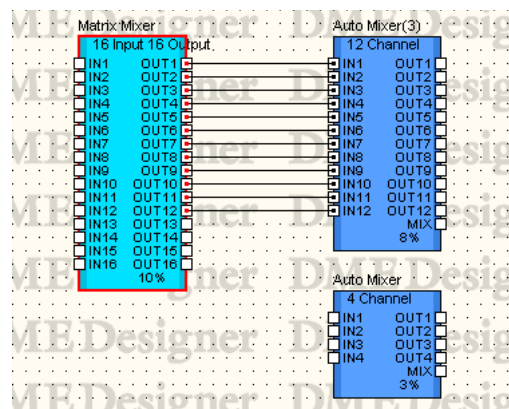 Matrix Mixer
16 Input 16 Output
IN1 OUT1
IN2 OUT2
IN3 OUT3
IN4 OUT4
IN5 OUT5
IN6 OUT6
IN7 OUT7
IN8 OUT8
IN9 OUT9
IN10 OUT10
IN11 OUT11
IN12 OUT12
IN13 OUT13
IN14 OUT14
IN15 OUT15
IN16 OUT16
10%
Auto Mixer(3)
12 Channel
IN1 OUT1
IN2 OUT2
IN3 OUT3
IN4 OUT4
IN5 OUT5
IN6 OUT6
IN7 OUT7
IN8 OUT8
IN9 OUT9
IN10 OUT10
IN11 OUT11
IN12 OUT12
MIX
8%
Auto Mixer
4 Channel
IN1 OUT1
IN2 OUT2
IN3 OUT3
IN4 OUT4
MIX
3%
DME Designer